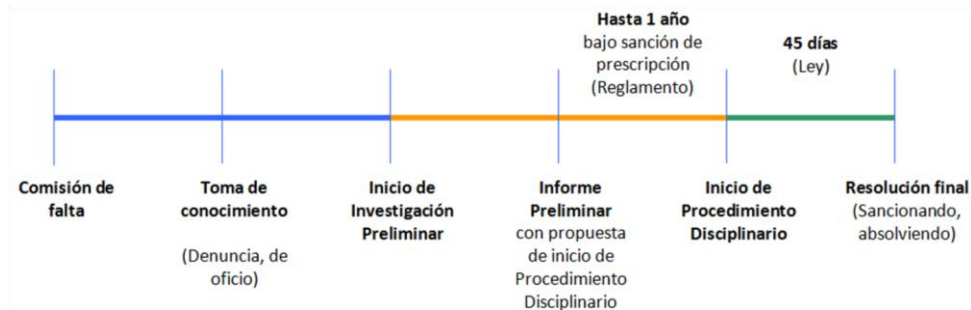 Hasta 1 año
bajo sanción de
prescripción
(Reglamento)
45 días
(Ley)
Comisión de
falta
Toma de
conocimiento
(Denuncia, de
oficio)
Inicio de
Investigación
Preliminar
Informe
Preliminar
con propuesta
de inicio de
Procedimiento
Disciplinario
Inicio de
Procedimiento
Disciplinario
Resolución final
(Sancionando,
absolviendo)